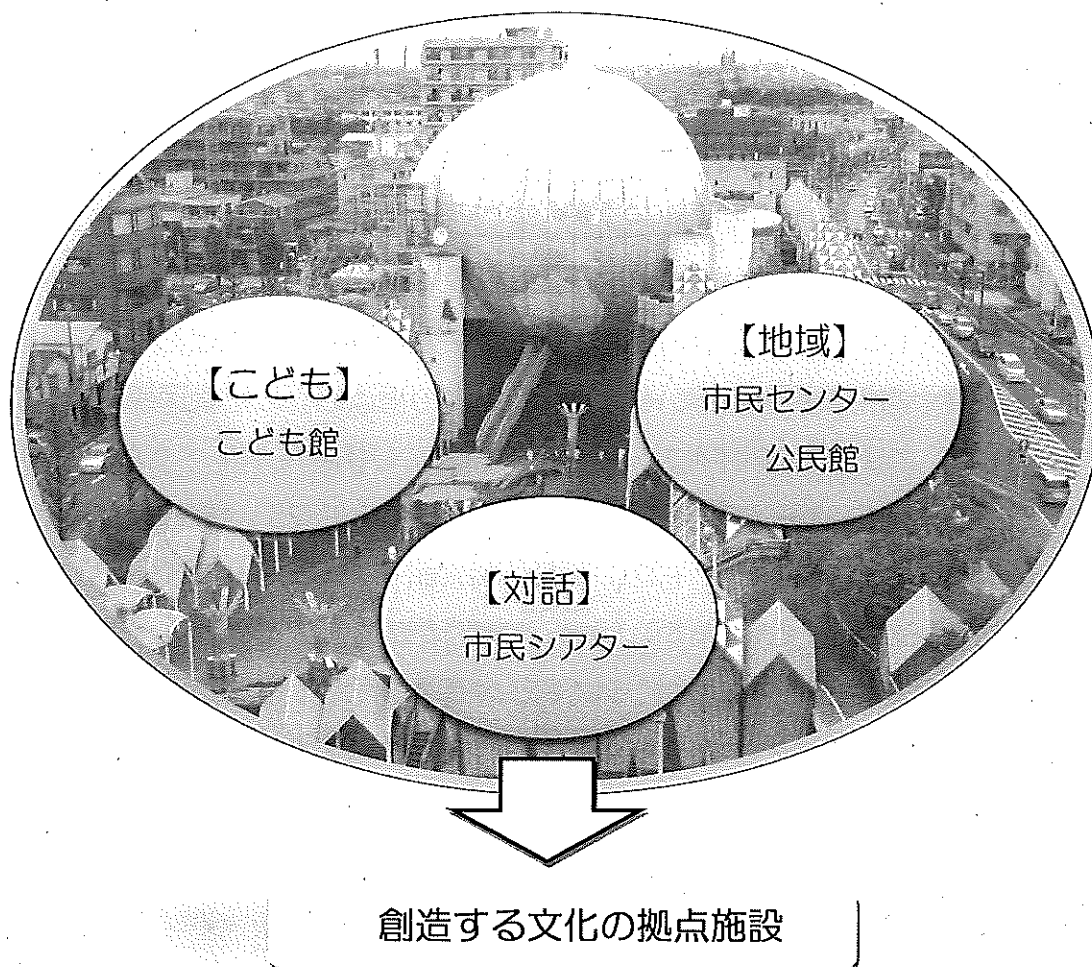 【こども】
こども館
【地域】
市民センター
公民館
【対話】
市民シアター
創造する文化の拠点施設